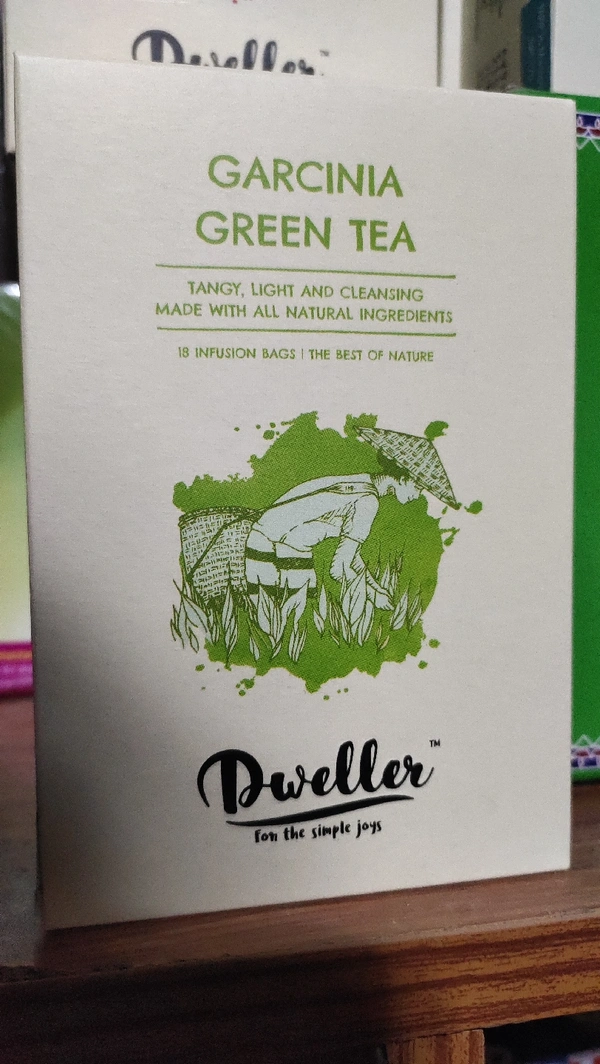 Dweller
GARCINIA
GREEN TEA
TANGY, LIGHT AND CLEANSING
MADE WITH ALL NATURAL INGREDIENTS
18 INFUSION BAGS | THE BEST OF NATURE
Dweller™
For the simple joys